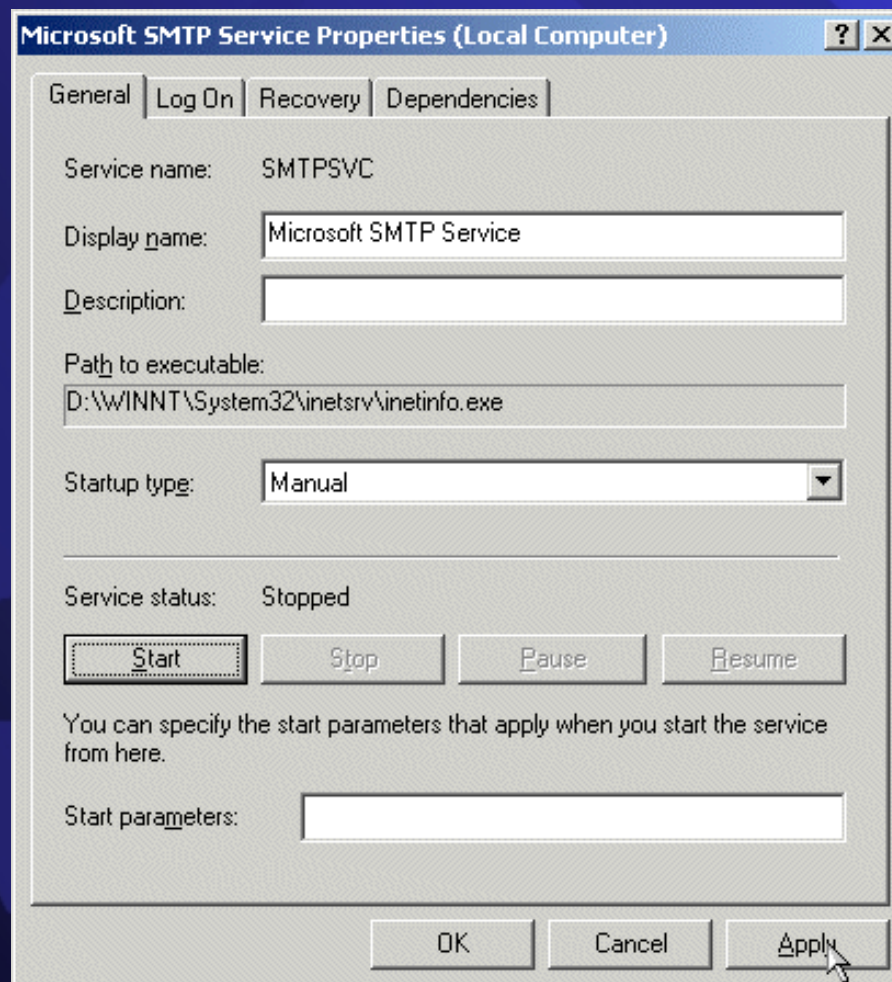 Microsoft SMTP Service Properties (Local Computer)
General Log On Recovery Dependencies
Service name: SMTPSVC
Display name: Microsoft SMTP Service
Description:
Path to executable:
D:\WINNT\System32\inetsrv\inetinfo.exe
Startup type: Manual
Service status: Stopped
Start Stop Pause Resume
You can specify the start parameters that apply when you start the service
from here.
Start parameters:
OK Cancel Apply